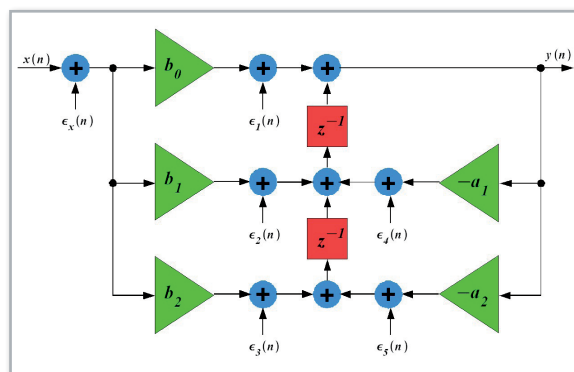 x(n)
y(n)
b₀
ϵₓ(n)
ϵ₁(n)
z⁻¹
b₁
−a₁
ϵ₂(n)
ϵ₄(n)
z⁻¹
b₂
−a₂
ϵ₃(n)
ϵ₅(n)